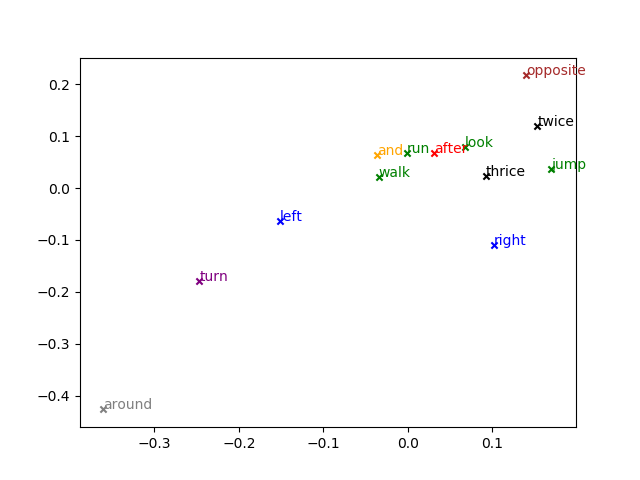 opposite
0.2
twice
0.1
and
run
after
look
walk
thrice
jump
0.0
left
right
−0.1
turn
−0.2
−0.3
around
−0.4
−0.3
−0.2
−0.1
0.0
0.1